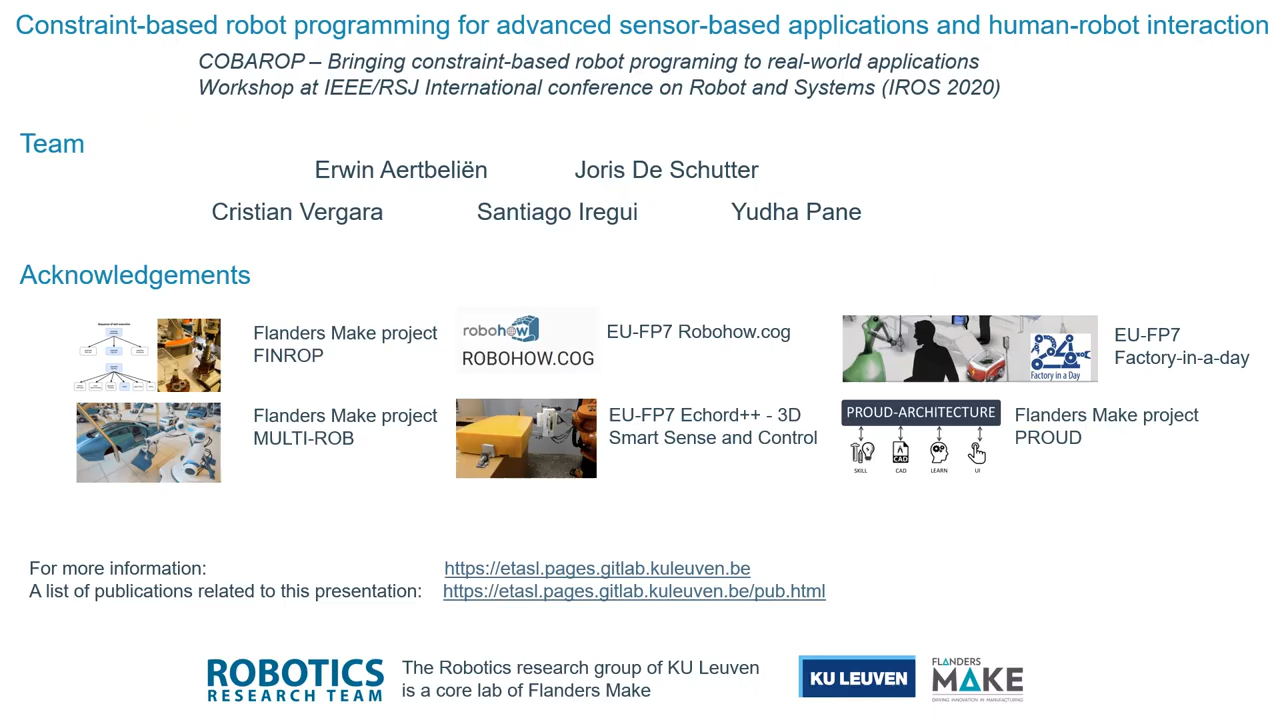 Constraint-based robot programming for advanced sensor-based applications and human-robot interaction
COBAROP – Bringing constraint-based robot programing to real-world applications
Workshop at IEEE/RSJ International conference on Robot and Systems (IROS 2020)
Team
Erwin Aertbeliën Joris De Schutter
Cristian Vergara Santiago Iregui Yudha Pane
Acknowledgements
Flanders Make project
FINROP
robohow
ROBOHOW.COG
EU-FP7 Robohow.cog
Factory in a Day
EU-FP7
Factory-in-a-day
Flanders Make project
MULTI-ROB
EU-FP7 Echord++ - 3D
Smart Sense and Control
PROUD-ARCHITECTURE
CAD
SKILL CAD LEARN UI
Flanders Make project
PROUD
For more information: https://etasl.pages.gitlab.kuleuven.be
A list of publications related to this presentation: https://etasl.pages.gitlab.kuleuven.be/pub.html
ROBOTICS
RESEARCH TEAM
The Robotics research group of KU Leuven
is a core lab of Flanders Make
KU LEUVEN
FLANDERS
MAKE
DRIVING INNOVATION IN MANUFACTURING